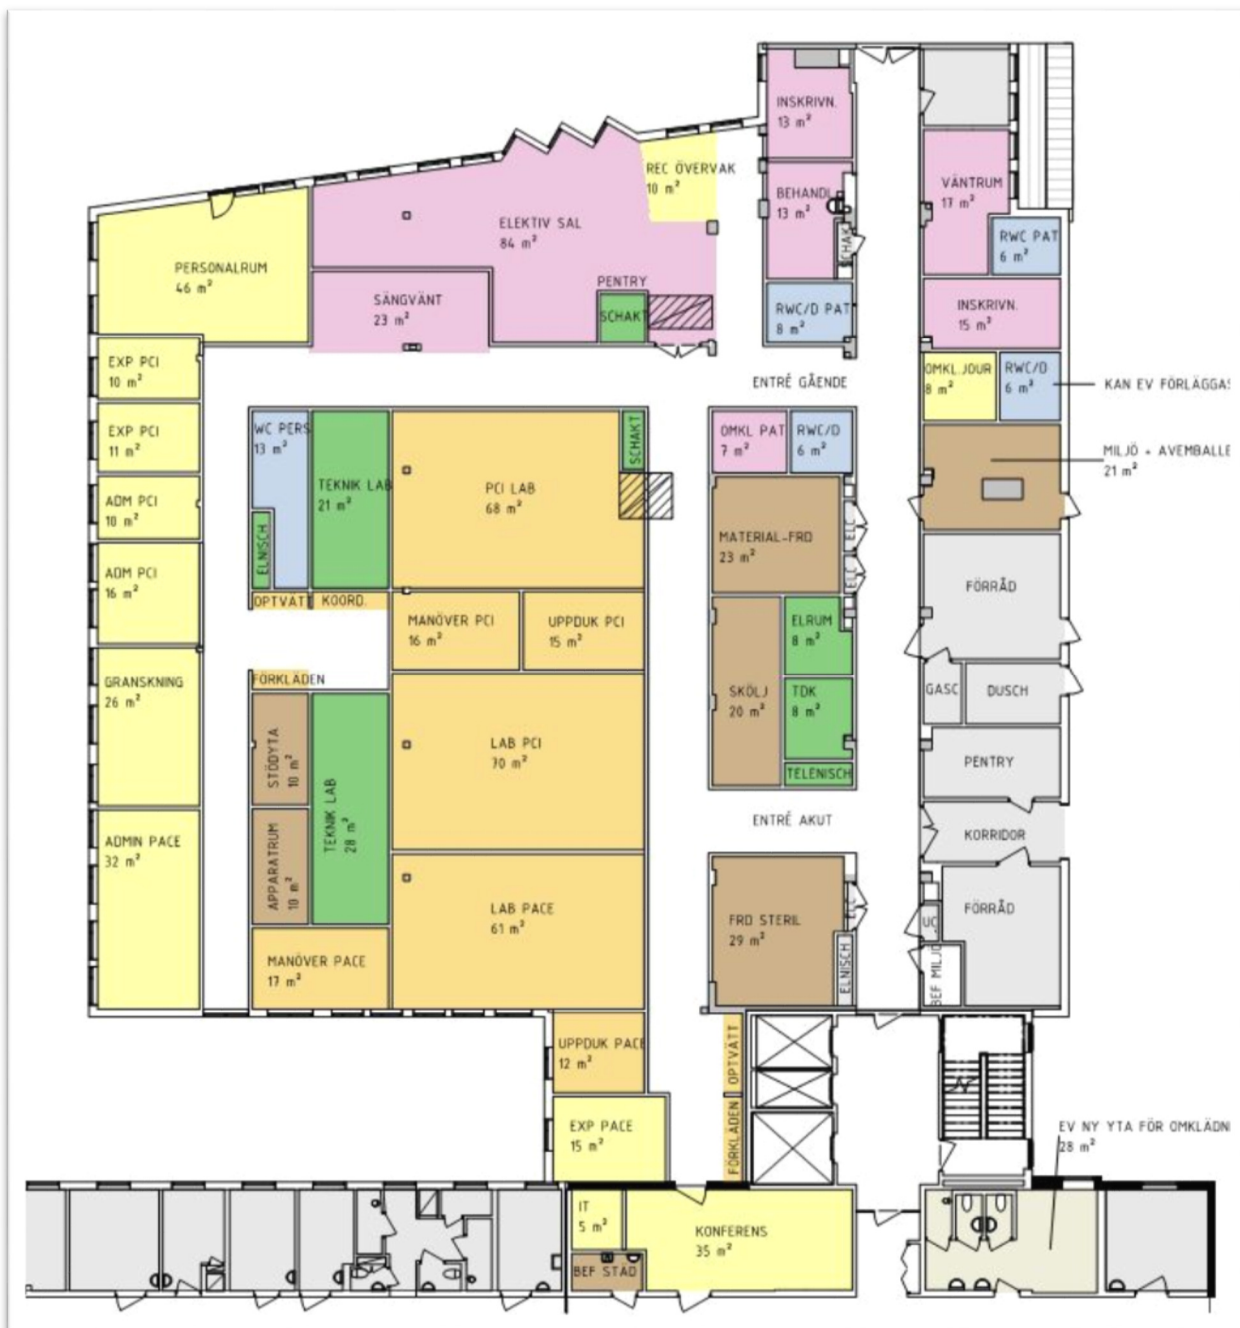 INSKRIVN.
13 m²
REC ÖVERVAK
10 m²
BEHANDL
13 m²
SCHAKT
VÄNTRUM
17 m²
RWC PAT
6 m²
ELEKTIV SAL
84 m²
PERSONALRUM
46 m²
SÄNGVÄNT
23 m²
PENTRY
SCHAKT
RWC/D PAT
8 m²
INSKRIVN.
15 m²
EXP PCI
10 m²
ENTRÉ GÅENDE
OMKL.JOUR
8 m²
RWC/D
6 m²
KAN EV FÖRLÄGGAS
EXP PCI
11 m²
WC PERS
13 m²
TEKNIK LAB
21 m²
PCI LAB
68 m²
SCHAKT
OMKL PAT
7 m²
RWC/D
6 m²
MILJÖ + AVEMBALLE
21 m²
ADM PCI
10 m²
ELNISCH
MATERIAL-FRD
23 m²
ELC
ELC
ADM PCI
16 m²
OPTVÄTT
KOORD.
MANÖVER PCI
16 m²
UPPDUK PCI
15 m²
ELRUM
8 m²
FÖRRÅD
GRANSKNING
26 m²
FÖRKLÄDEN
SKÖLJ
20 m²
TDK
8 m²
GASC
DUSCH
STÖDYTA
10 m²
TEKNIK LAB
28 m²
LAB PCI
70 m²
TELENISCH
PENTRY
ADMIN PACE
32 m²
APPARATRUM
10 m²
ENTRÉ AKUT
KORRIDOR
LAB PACE
61 m²
FRD STERIL
29 m²
ELC
ELNISCH
UC
FÖRRÅD
BEF MILJÖ
MANÖVER PACE
17 m²
UPPDUK PACE
12 m²
OPTVÄTT
EXP PACE
15 m²
FÖRKLÄDEN
EV NY YTA FÖR OMKLÄDN
28 m²
IT
5 m²
KONFERENS
35 m²
BEF STÄD